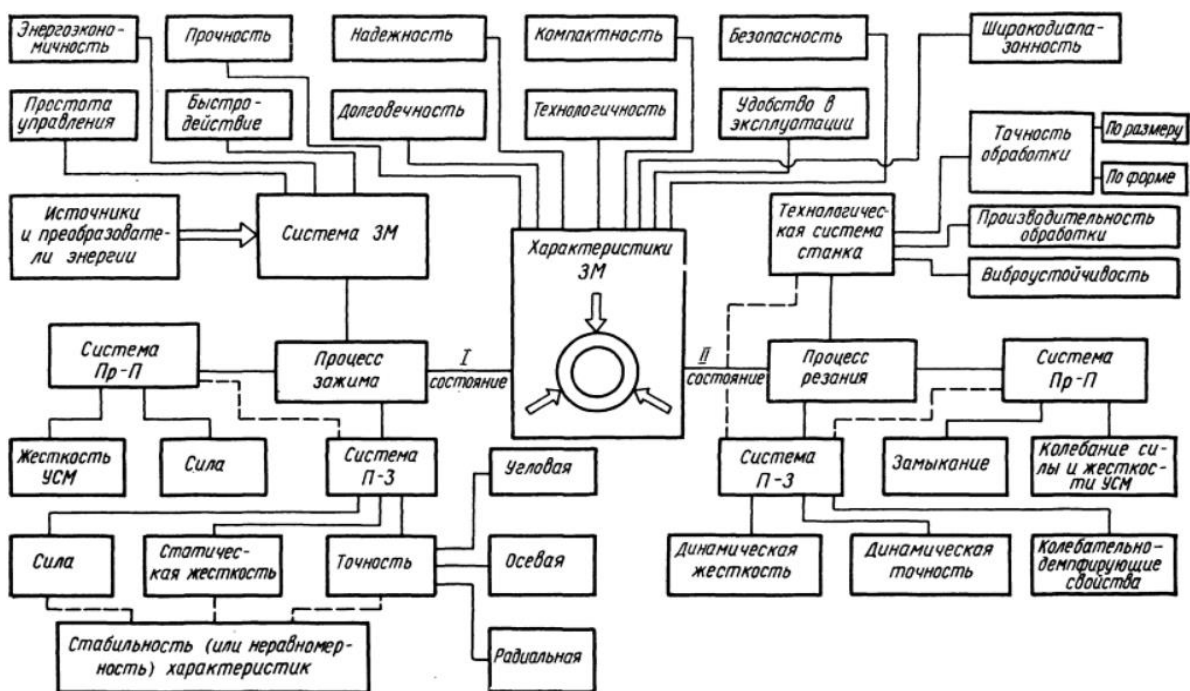 Энергоэконо-
мичность
Прочность
Надежность
Компактность
Безопасность
Широкодиапа-
зонность
Простота
управления
Быстро-
действие
Долговечность
Технологичность
Удобство в
эксплуатации
Точность
обработки
По размеру
По форме
Источники
и преобразовате-
ли энергии
Система ЗМ
Характеристики
ЗМ
Технологичес-
кая система
станка
Производительность
обработки
Виброустойчивость
Система
Пр-П
Процесс
зажима
I
состояние
II
состояние
Процесс
резания
Система
Пр-П
Жесткость
УСМ
Сила
Система
П-З
Угловая
Система
П-З
Замыкание
Колебание си-
лы и жесткос-
ти УСМ
Сила
Статичес-
кая жесткость
Точность
Осевая
Динамическая
жесткость
Динамическая
точность
Колебательно-
демпфирующие
свойства
Стабильность (или неравномер-
ность) характеристик
Радиальная